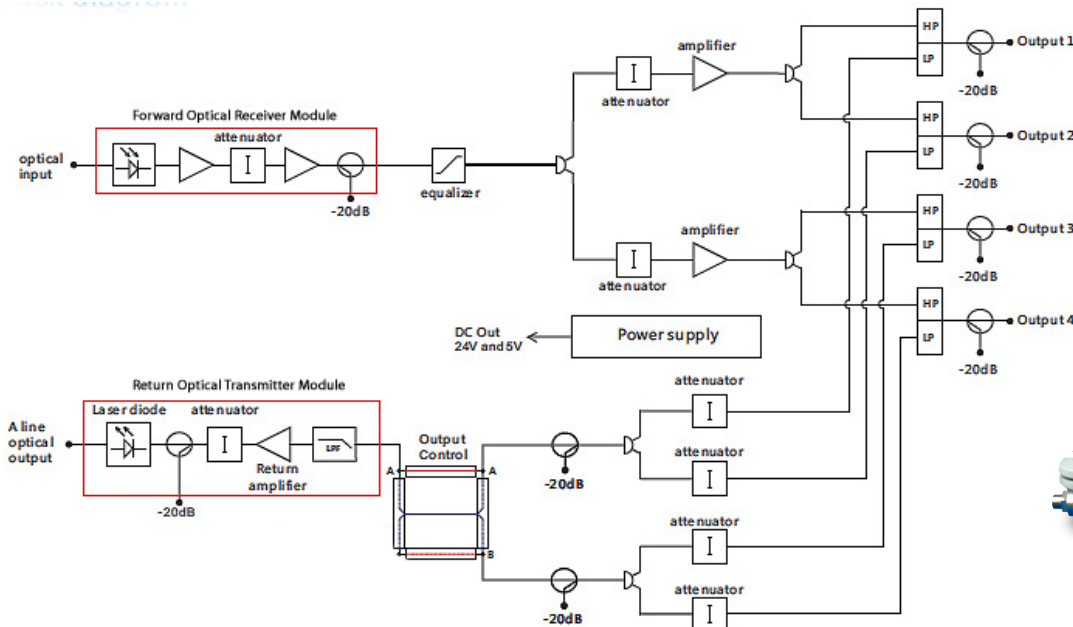 Forward Optical Receiver Module
attenuator
I
optical
input
-20dB
equalizer
I
attenuator
amplifier
I
attenuator
amplifier
HP
LP
Output 1
-20dB
HP
LP
Output 2
-20dB
HP
LP
Output 3
-20dB
HP
LP
Output 4
-20dB
DC Out
24V and 5V
Power supply
Return Optical Transmitter Module
Laser diode
attenuator
I
LPF
Return
amplifier
-20dB
A line
optical
output
Output
Control
A
A
B
-20dB
-20dB
attenuator
I
attenuator
I
attenuator
I
attenuator
I